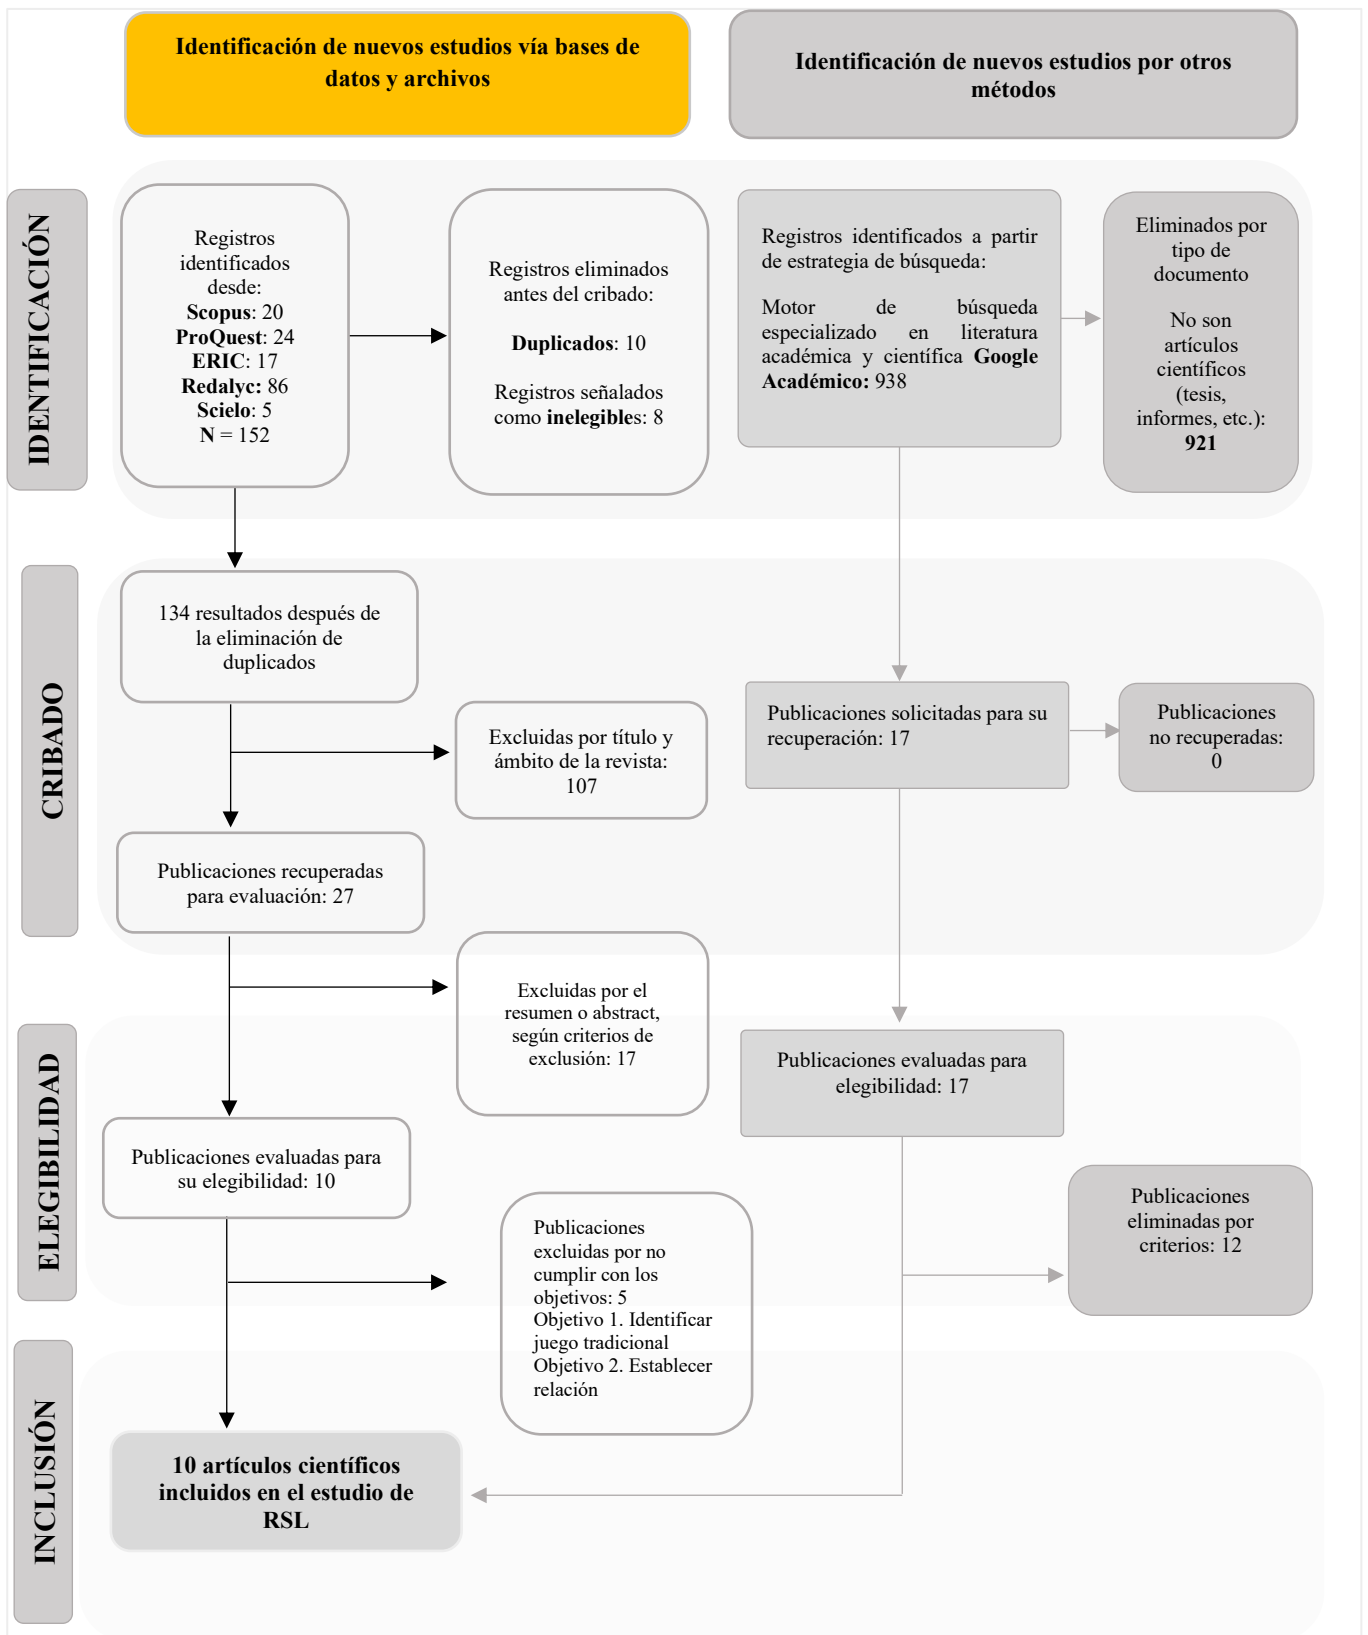 Identificación de nuevos estudios vía bases de
datos y archivos
Identificación de nuevos estudios por otros
métodos
IDENTIFICACIÓN
Registros
identificados
desde:
Scopus: 20
ProQuest: 24
ERIC: 17
Redalyc: 86
Scielo: 5
N = 152
Registros eliminados
antes del cribado:
Duplicados: 10
Registros señalados
como inelegibles: 8
Registros identificados a partir
de estrategia de búsqueda:
Motor de búsqueda
especializado en literatura
académica y científica Google
Académico: 938
Eliminados por
tipo de
documento
No son
artículos
científicos
(tesis,
informes, etc.):
921
CRIBADO
134 resultados después de
la eliminación de
duplicados
Excluidas por título y
ámbito de la revista:
107
Publicaciones solicitadas para su
recuperación: 17
Publicaciones
no recuperadas:
0
Publicaciones recuperadas
para evaluación: 27
Excluidas por el
resumen o abstract,
según criterios de
exclusión: 17
ELEGIBILIDAD
Publicaciones evaluadas para
elegibilidad: 17
Publicaciones evaluadas para
su elegibilidad: 10
Publicaciones
excluidas por no
cumplir con los
objetivos: 5
Objetivo 1. Identificar
juego tradicional
Objetivo 2. Establecer
relación
Publicaciones
eliminadas por
criterios: 12
INCLUSIÓN
10 artículos científicos
incluidos en el estudio de
RSL